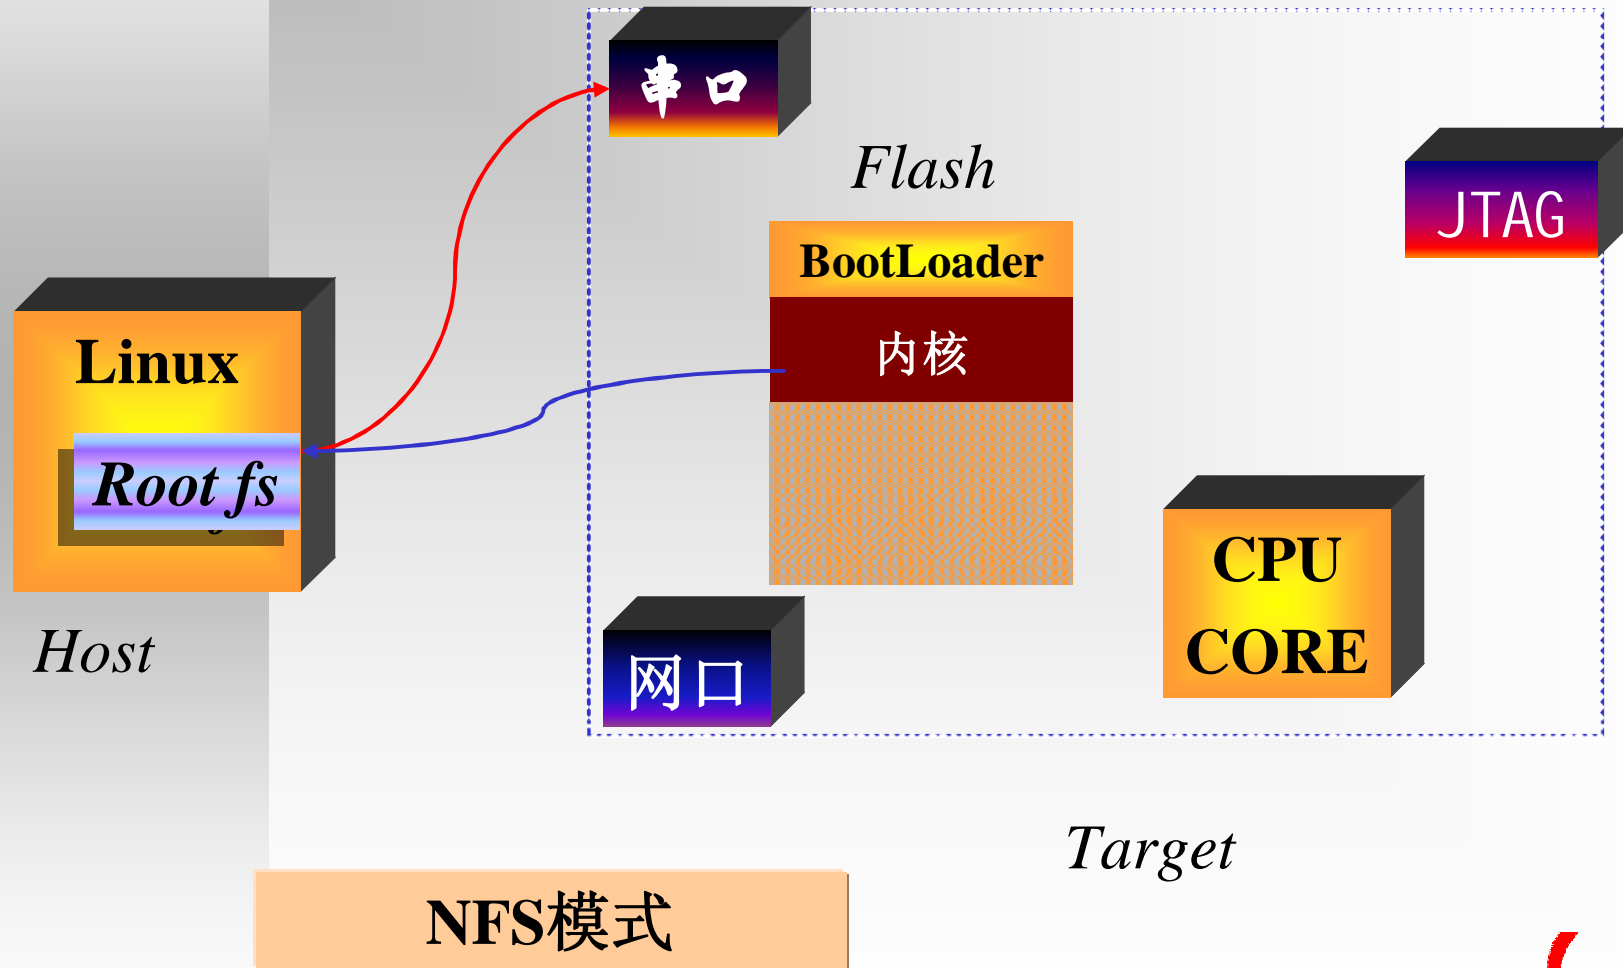 串口
Flash
JTAG
BootLoader
内核
Linux
Root fs
Host
CPU
CORE
网口
Target
NFS模式